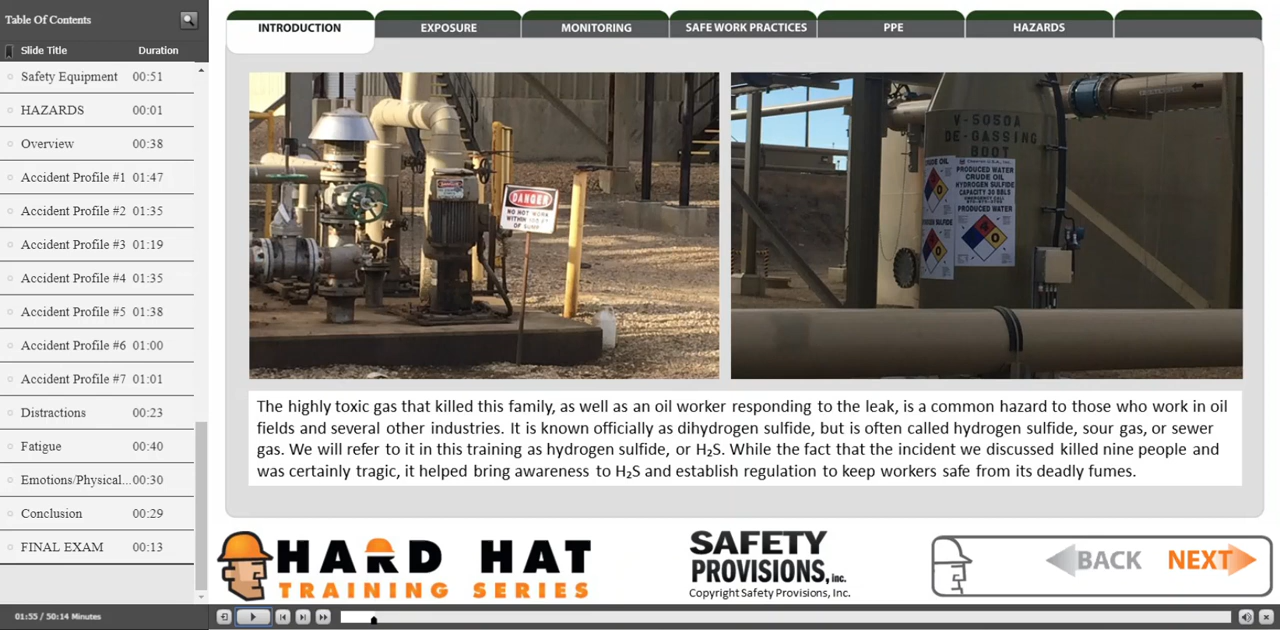 Table Of Contents
Slide Title Duration
Safety Equipment 00:51
HAZARDS 00:01
Overview 00:38
Accident Profile #1 01:47
Accident Profile #2 01:35
Accident Profile #3 01:19
Accident Profile #4 01:35
Accident Profile #5 01:38
Accident Profile #6 01:00
Accident Profile #7 01:01
Distractions 00:23
Fatigue 00:40
Emotions/Physical... 00:30
Conclusion 00:29
FINAL EXAM 00:13
01:55 / 50:14 Minutes
INTRODUCTION EXPOSURE MONITORING SAFE WORK PRACTICES PPE HAZARDS
DANGER
DO NOT WORK
WITHIN
OF SUMP
V-5050A
DE-GASSING
BOOT
CRUDE OIL
PRODUCED WATER
CRUDE OIL
HYDROGEN SULFIDE
CAPACITY 30 BBLS
PRODUCED WATER
4
0
The highly toxic gas that killed this family, as well as an oil worker responding to the leak, is a common hazard to those who work in oil
fields and several other industries. It is known officially as dihydrogen sulfide, but is often called hydrogen sulfide, sour gas, or sewer
gas. We will refer to it in this training as hydrogen sulfide, or H₂S. While the fact that the incident we discussed killed nine people and
was certainly tragic, it helped bring awareness to H₂S and establish regulation to keep workers safe from its deadly fumes.
HARD HAT
TRAINING SERIES
SAFETY
PROVISIONS, inc.
Copyright Safety Provisions, Inc.
BACK NEXT